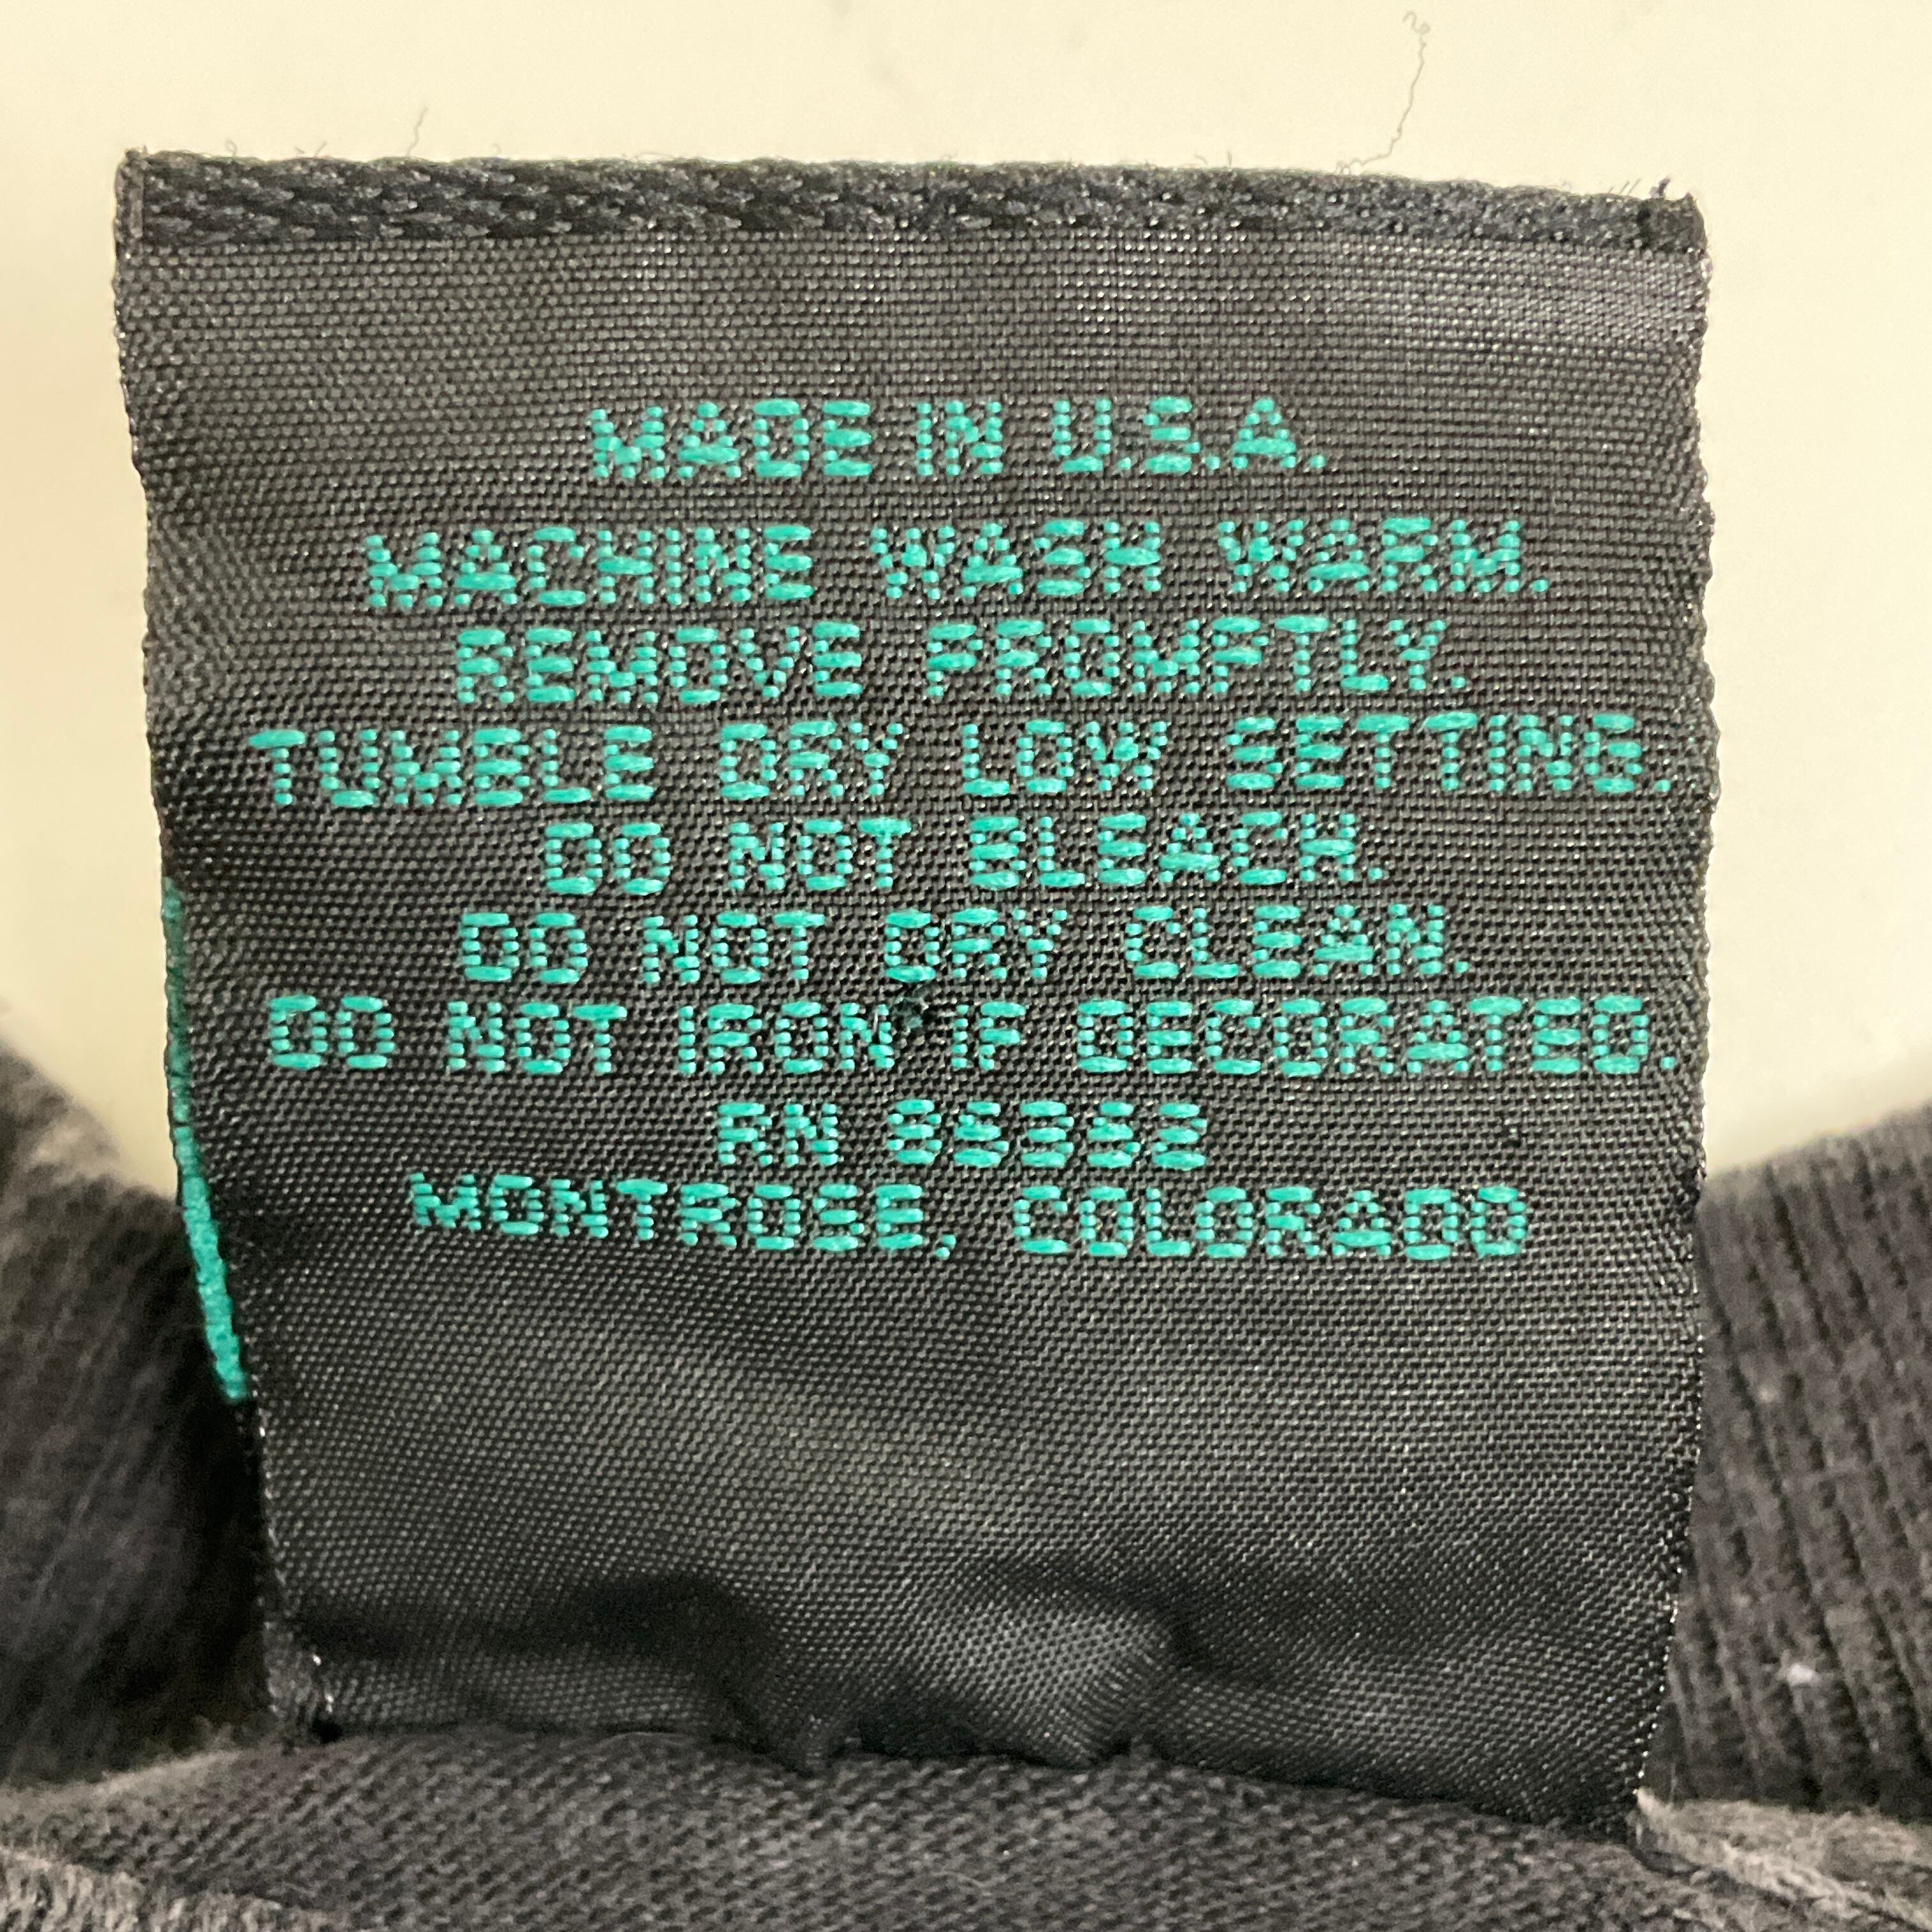 MADE IN U.S.A.
MACHINE WASH WARM.
REMOVE PROMPTLY.
TUMBLE DRY LOW SETTING.
DO NOT BLEACH.
DO NOT DRY CLEAN.
DO NOT IRON IF DECORATED.
RN
MONTROSE, COLORADO